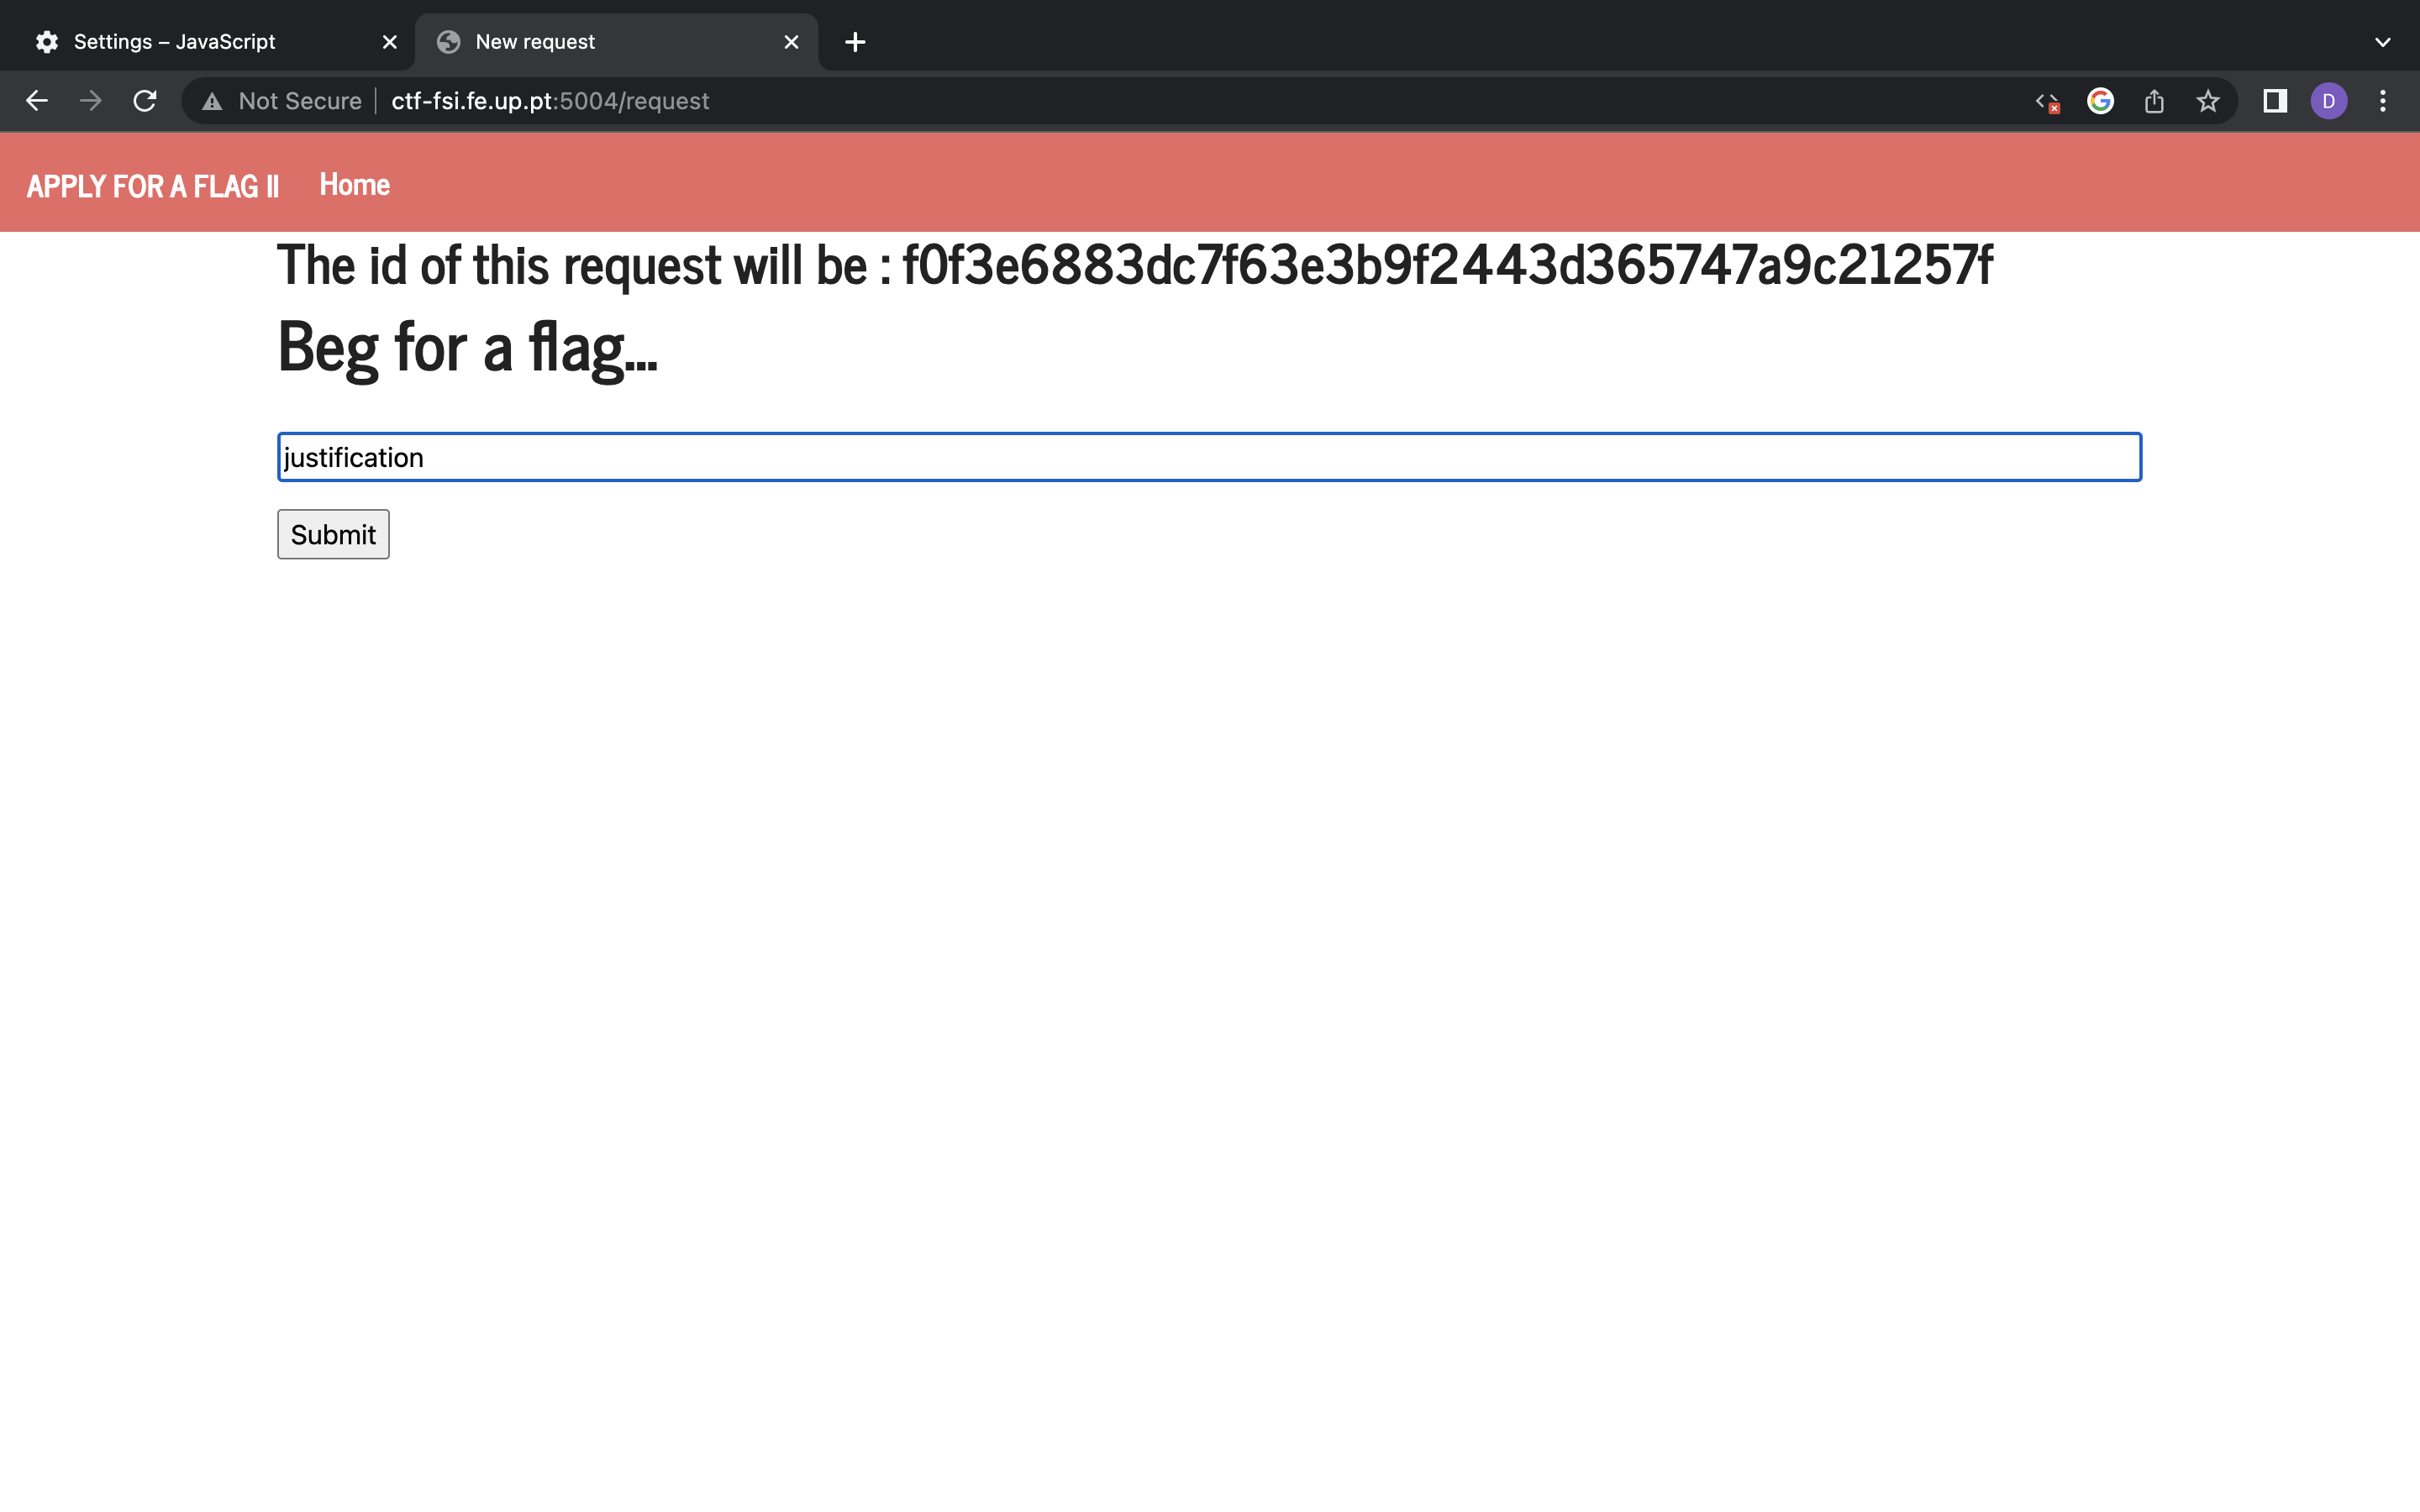 Settings – JavaScript
New request
Not Secure
ctf-fsi.fe.up.pt:5004/request
D
APPLY FOR A FLAG II
Home
The id of this request will be : f0f3e6883dc7f63e3b9f2443d365747a9c21257f
Beg for a flag...
justification
Submit